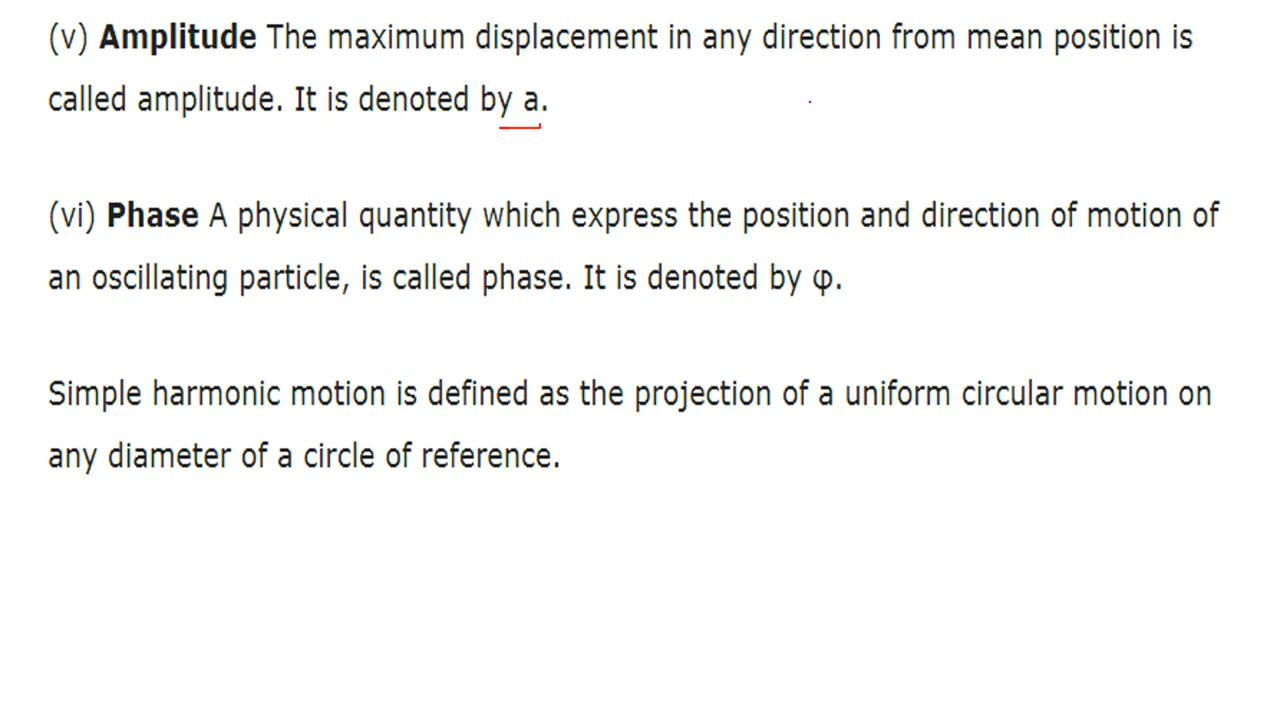 (v) Amplitude The maximum displacement in any direction from mean position is
called amplitude. It is denoted by a.
(vi) Phase A physical quantity which express the position and direction of motion of
an oscillating particle, is called phase. It is denoted by φ.
Simple harmonic motion is defined as the projection of a uniform circular motion on
any diameter of a circle of reference.